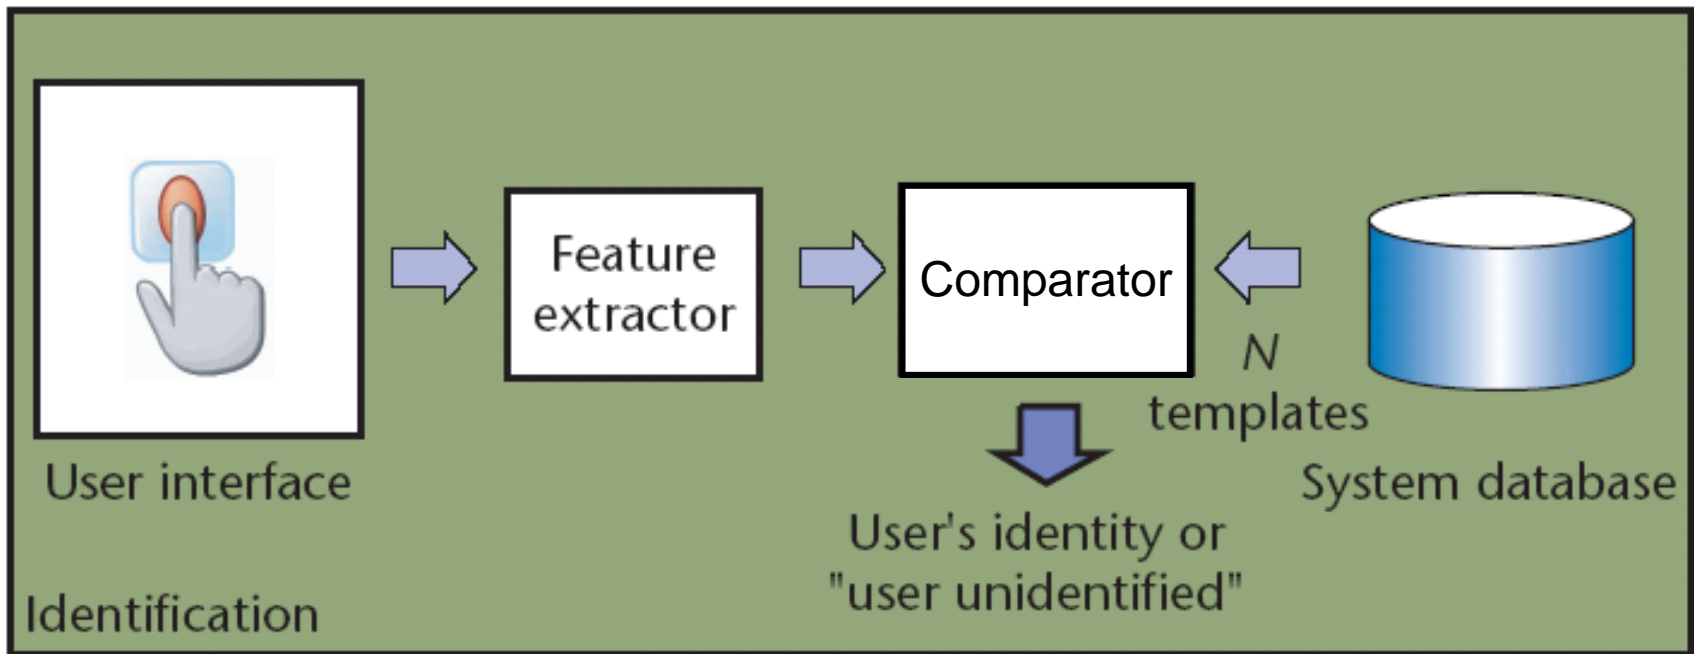 User interface
Feature
extractor
Comparator
N
templates
System database
User's identity or
"user unidentified"
Identification